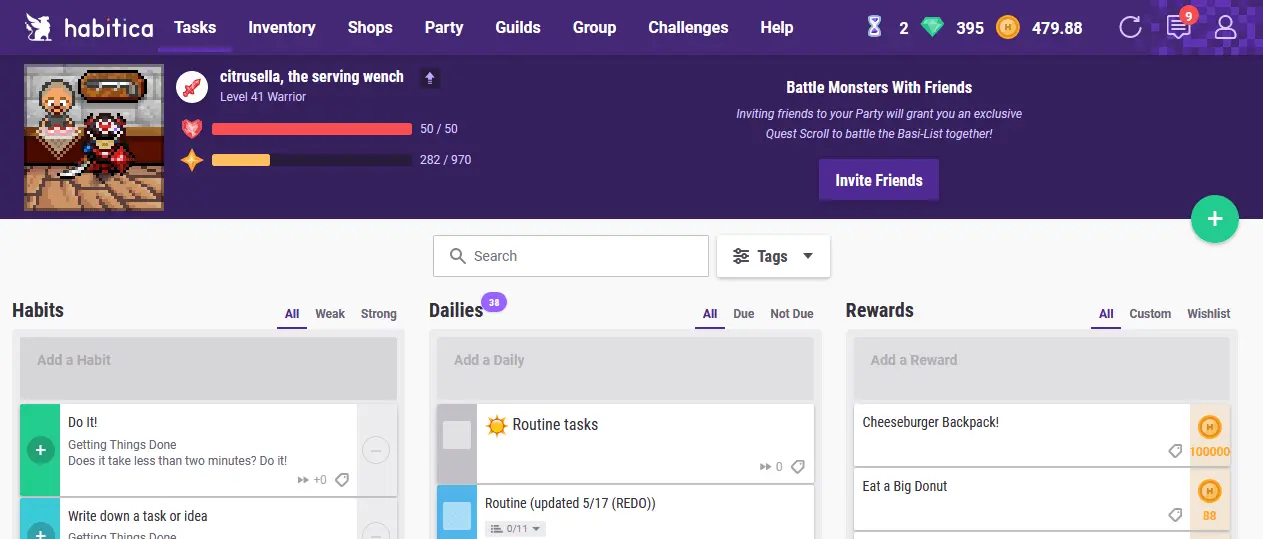 habitica Tasks Inventory Shops Party Guilds Group Challenges Help 2 395 479.88 9
citrusella, the serving wench
Level 41 Warrior
50 / 50
282 / 970
Battle Monsters With Friends
Inviting friends to your Party will grant you an exclusive
Quest Scroll to battle the Basi-List together!
Invite Friends
+
Search
Tags
Habits
All Weak Strong
Add a Habit
+
Do It!
Getting Things Done
Does it take less than two minutes? Do it!
+0
+
Write down a task or idea
Getting Things Done
Dailies 38
All Due Not Due
Add a Daily
Routine tasks
0
Routine (updated 5/17 (REDO))
0/11
Rewards
All Custom Wishlist
Add a Reward
Cheeseburger Backpack!
H
100000
Eat a Big Donut
H
88